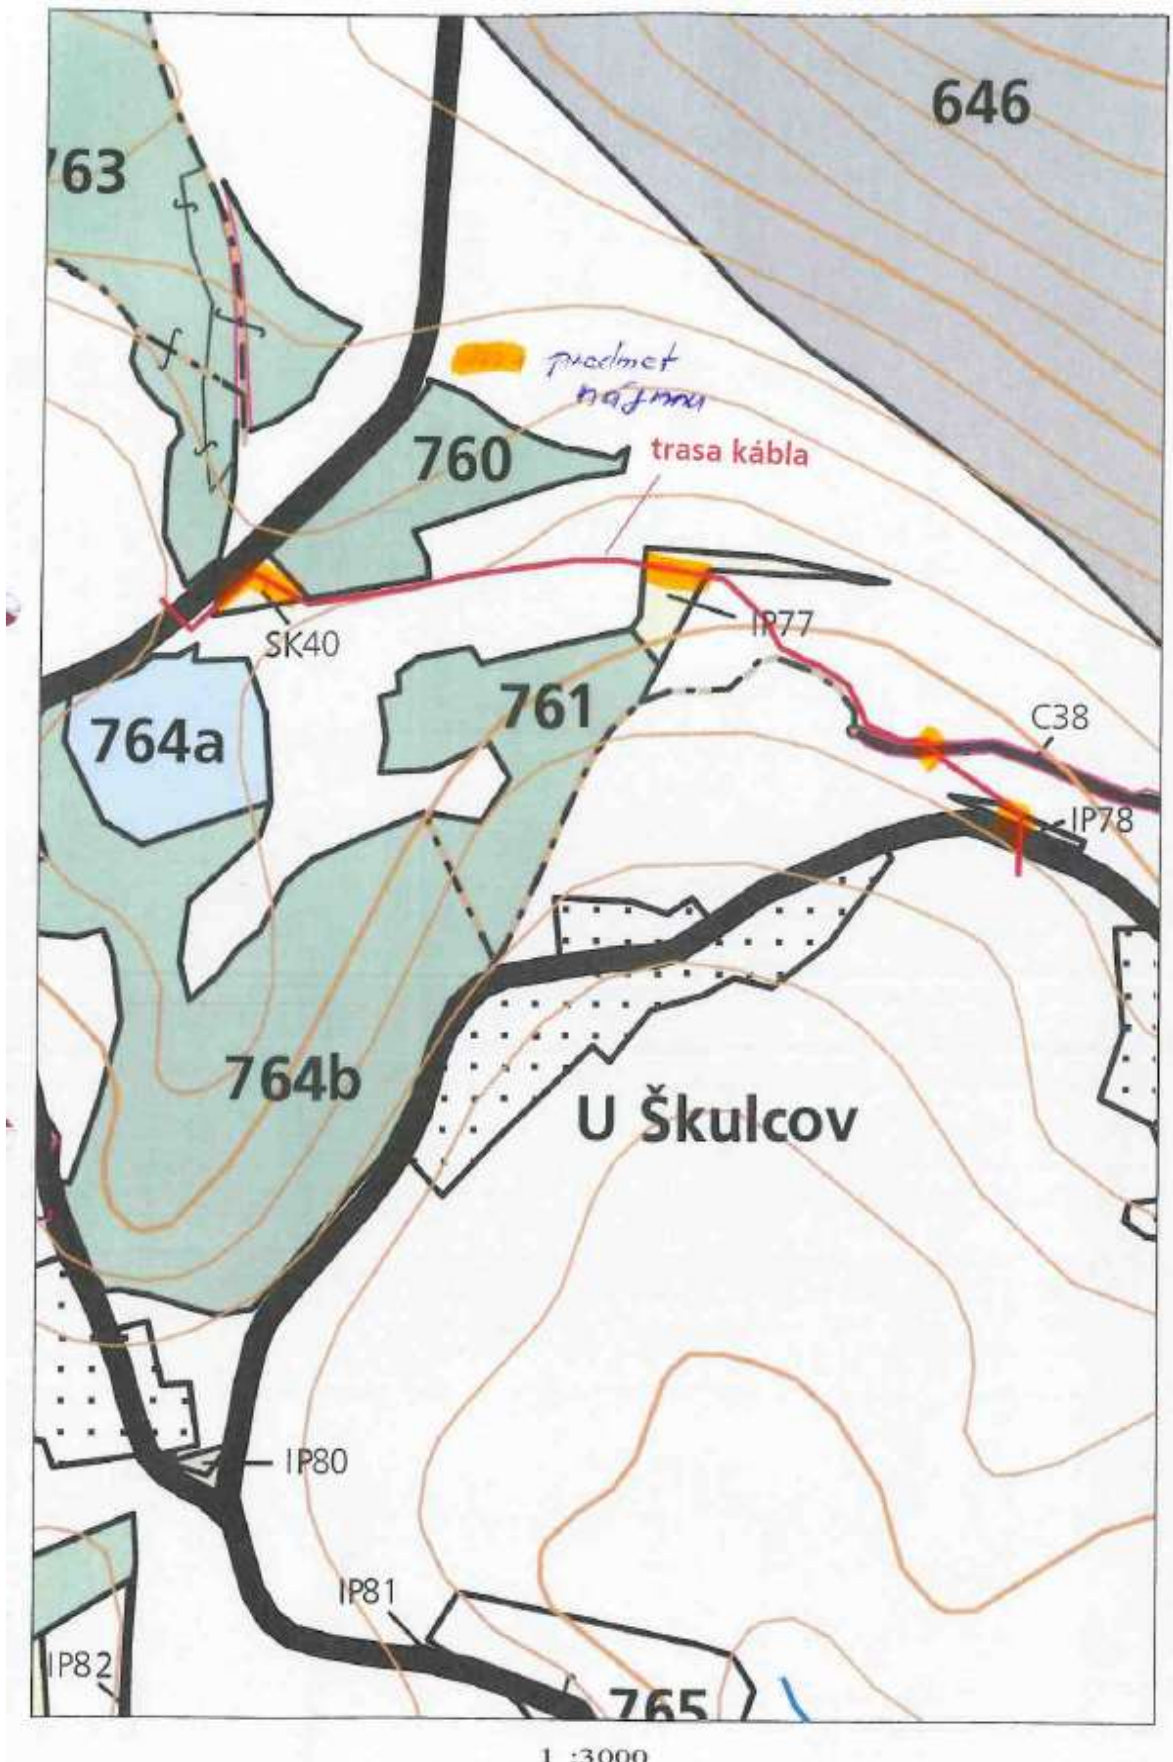 646
763
predmet
nájmu
760
trasa kábla
SK40
IP77
761
C38
764a
IP78
764b
U Škulcov
IP80
IP81
IP82
765
1 :3000